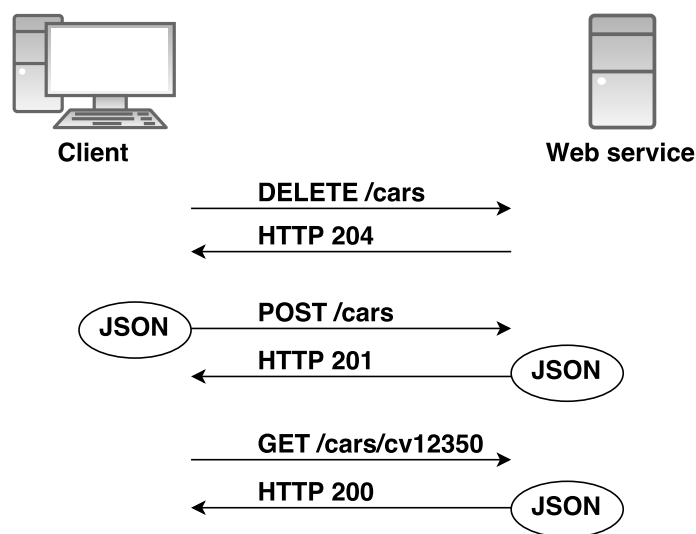 Client
Web service
DELETE /cars
HTTP 204
JSON
POST /cars
HTTP 201
JSON
GET /cars/cv12350
HTTP 200
JSON